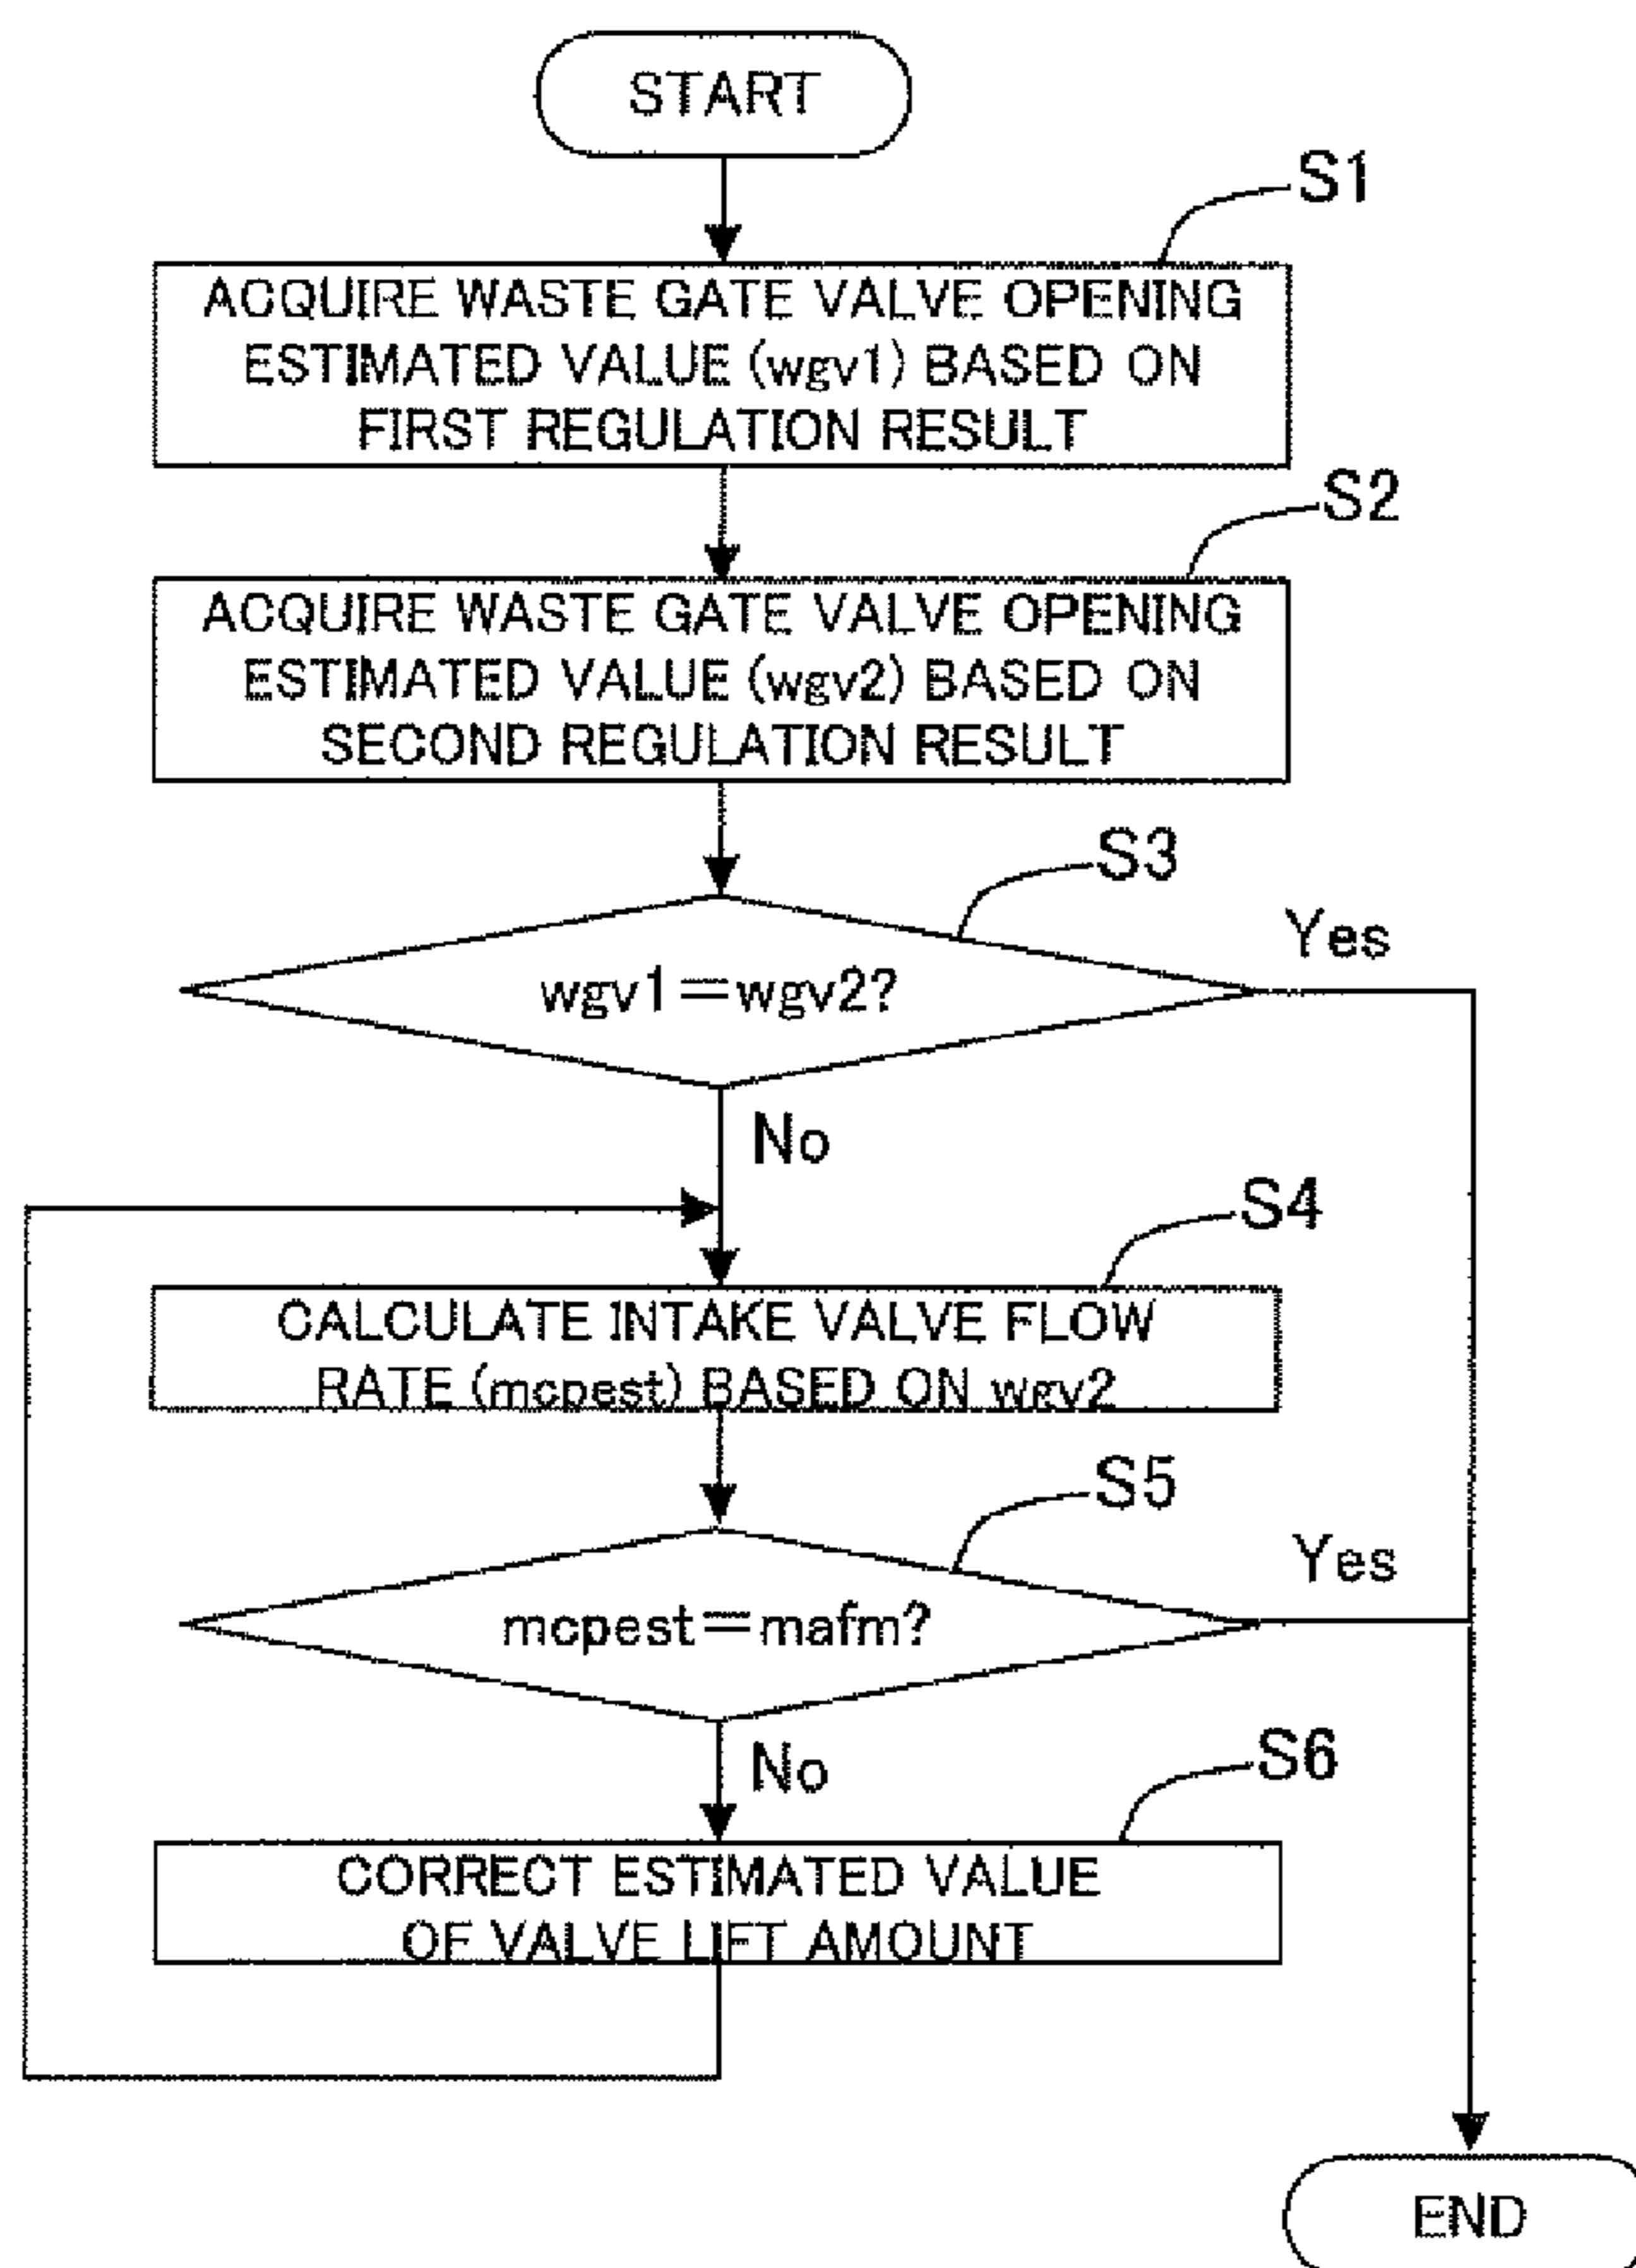 START
S1
ACQUIRE WASTE GATE VALVE OPENING
ESTIMATED VALUE (wgv1) BASED ON
FIRST REGULATION RESULT
S2
ACQUIRE WASTE GATE VALVE OPENING
ESTIMATED VALUE (wgv2) BASED ON
SECOND REGULATION RESULT
S3
Yes
wgv1=wgv2?
No
S4
CALCULATE INTAKE VALVE FLOW
RATE (mcpest) BASED ON wgv2
S5
Yes
mcpest=mafm?
No
S6
CORRECT ESTIMATED VALUE
OF VALVE LIFT AMOUNT
END